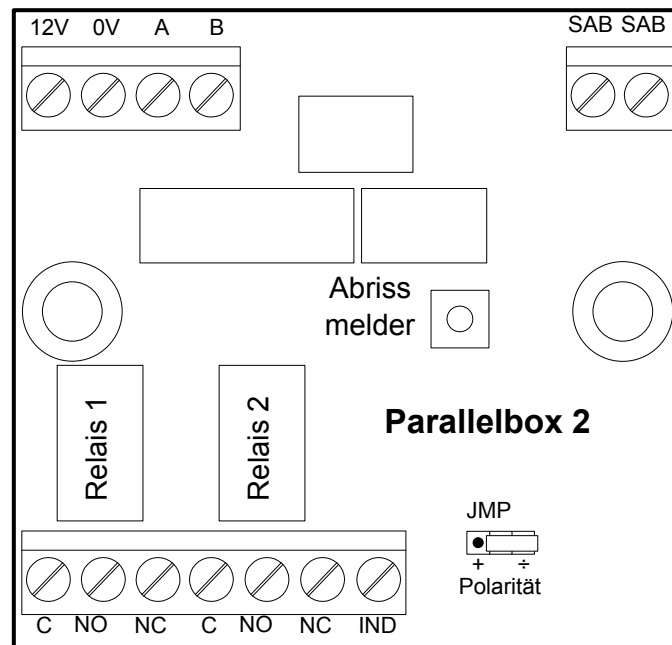 12V 0V A B SAB SAB
Abriss
melder
Relais 1
Relais 2
Parallelbox 2
JMP
+ ÷
Polarität
C NO NC C NO NC IND